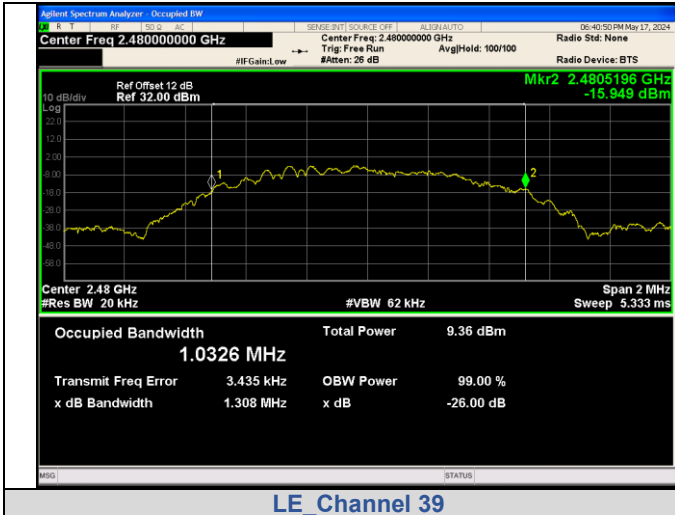 Agilent Spectrum Analyzer - Occupied BW
R T RF 50 Ω AC SENSE:INT SOURCE OFF ALIGN AUTO 06:40:50 PM May 17, 2024
Center Freq 2.480000000 GHz Center Freq: 2.480000000 GHz Radio Std: None
Trig: Free Run Avg|Hold: 100/100
#IFGain:Low #Atten: 26 dB Radio Device: BTS
Mkr2 2.4805196 GHz
Ref Offset 12 dB
10 dB/div Ref 32.00 dBm -15.949 dBm
Log
22.0
12.0
2.00
-8.00
1 2
-18.0
-28.0
-38.0
-48.0
-58.0
Center 2.48 GHz Span 2 MHz
#Res BW 20 kHz #VBW 62 kHz Sweep 5.333 ms
Occupied Bandwidth Total Power 9.36 dBm
1.0326 MHz
Transmit Freq Error 3.435 kHz OBW Power 99.00 %
x dB Bandwidth 1.308 MHz x dB -26.00 dB
MSG STATUS
LE_Channel 39